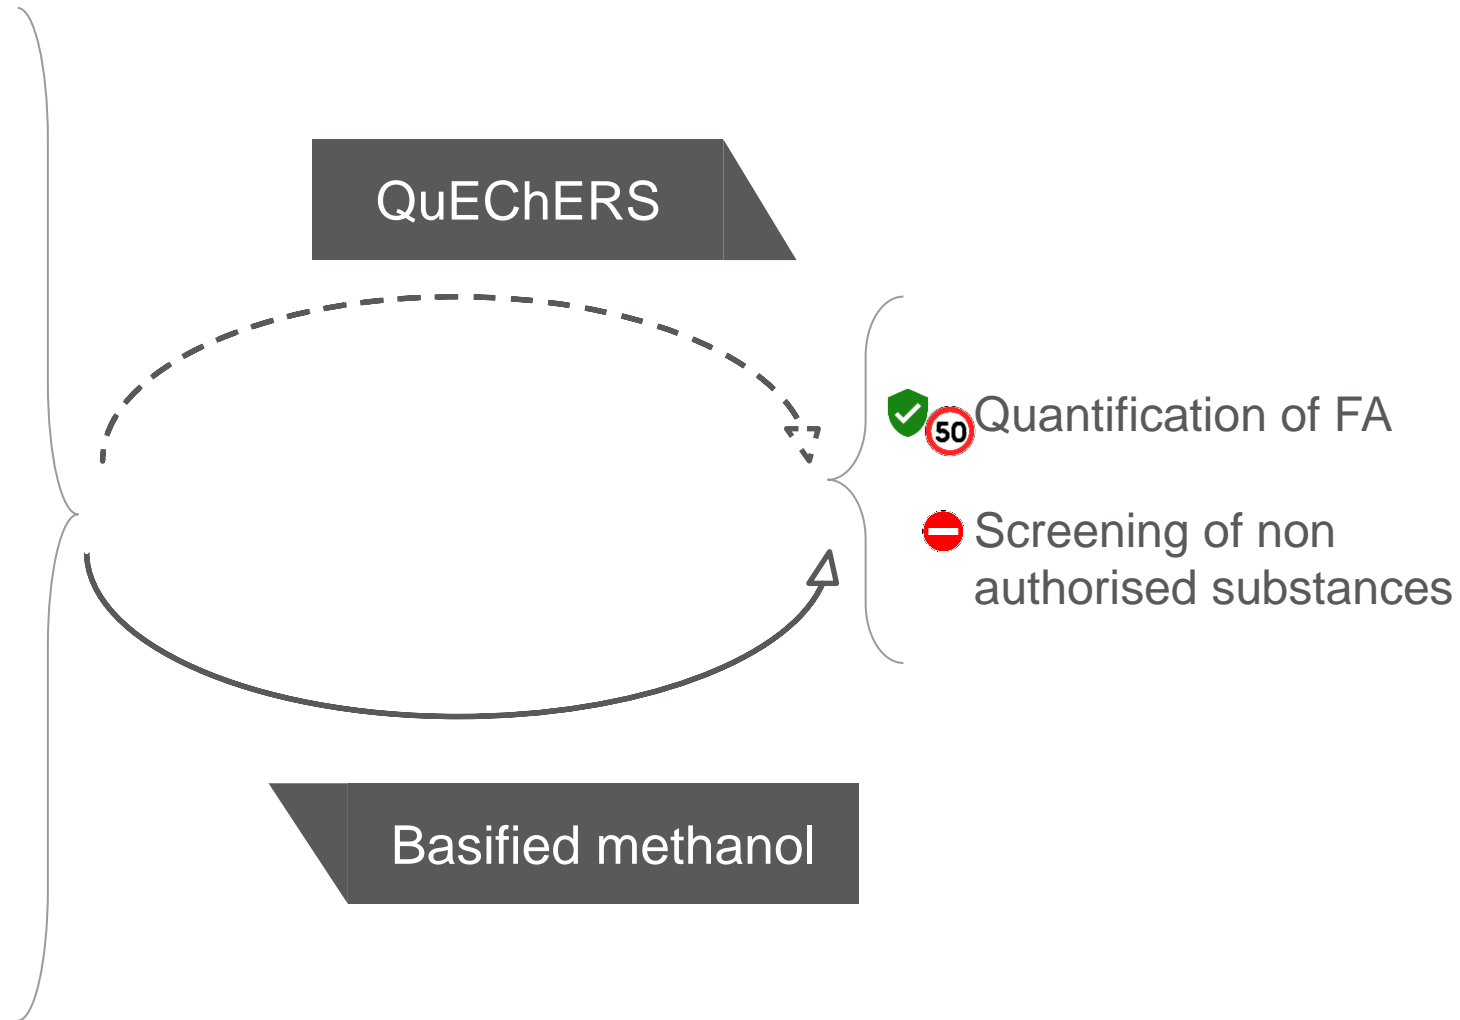 QuEChERS
50 Quantification of FA
Screening of non
authorised substances
Basified methanol